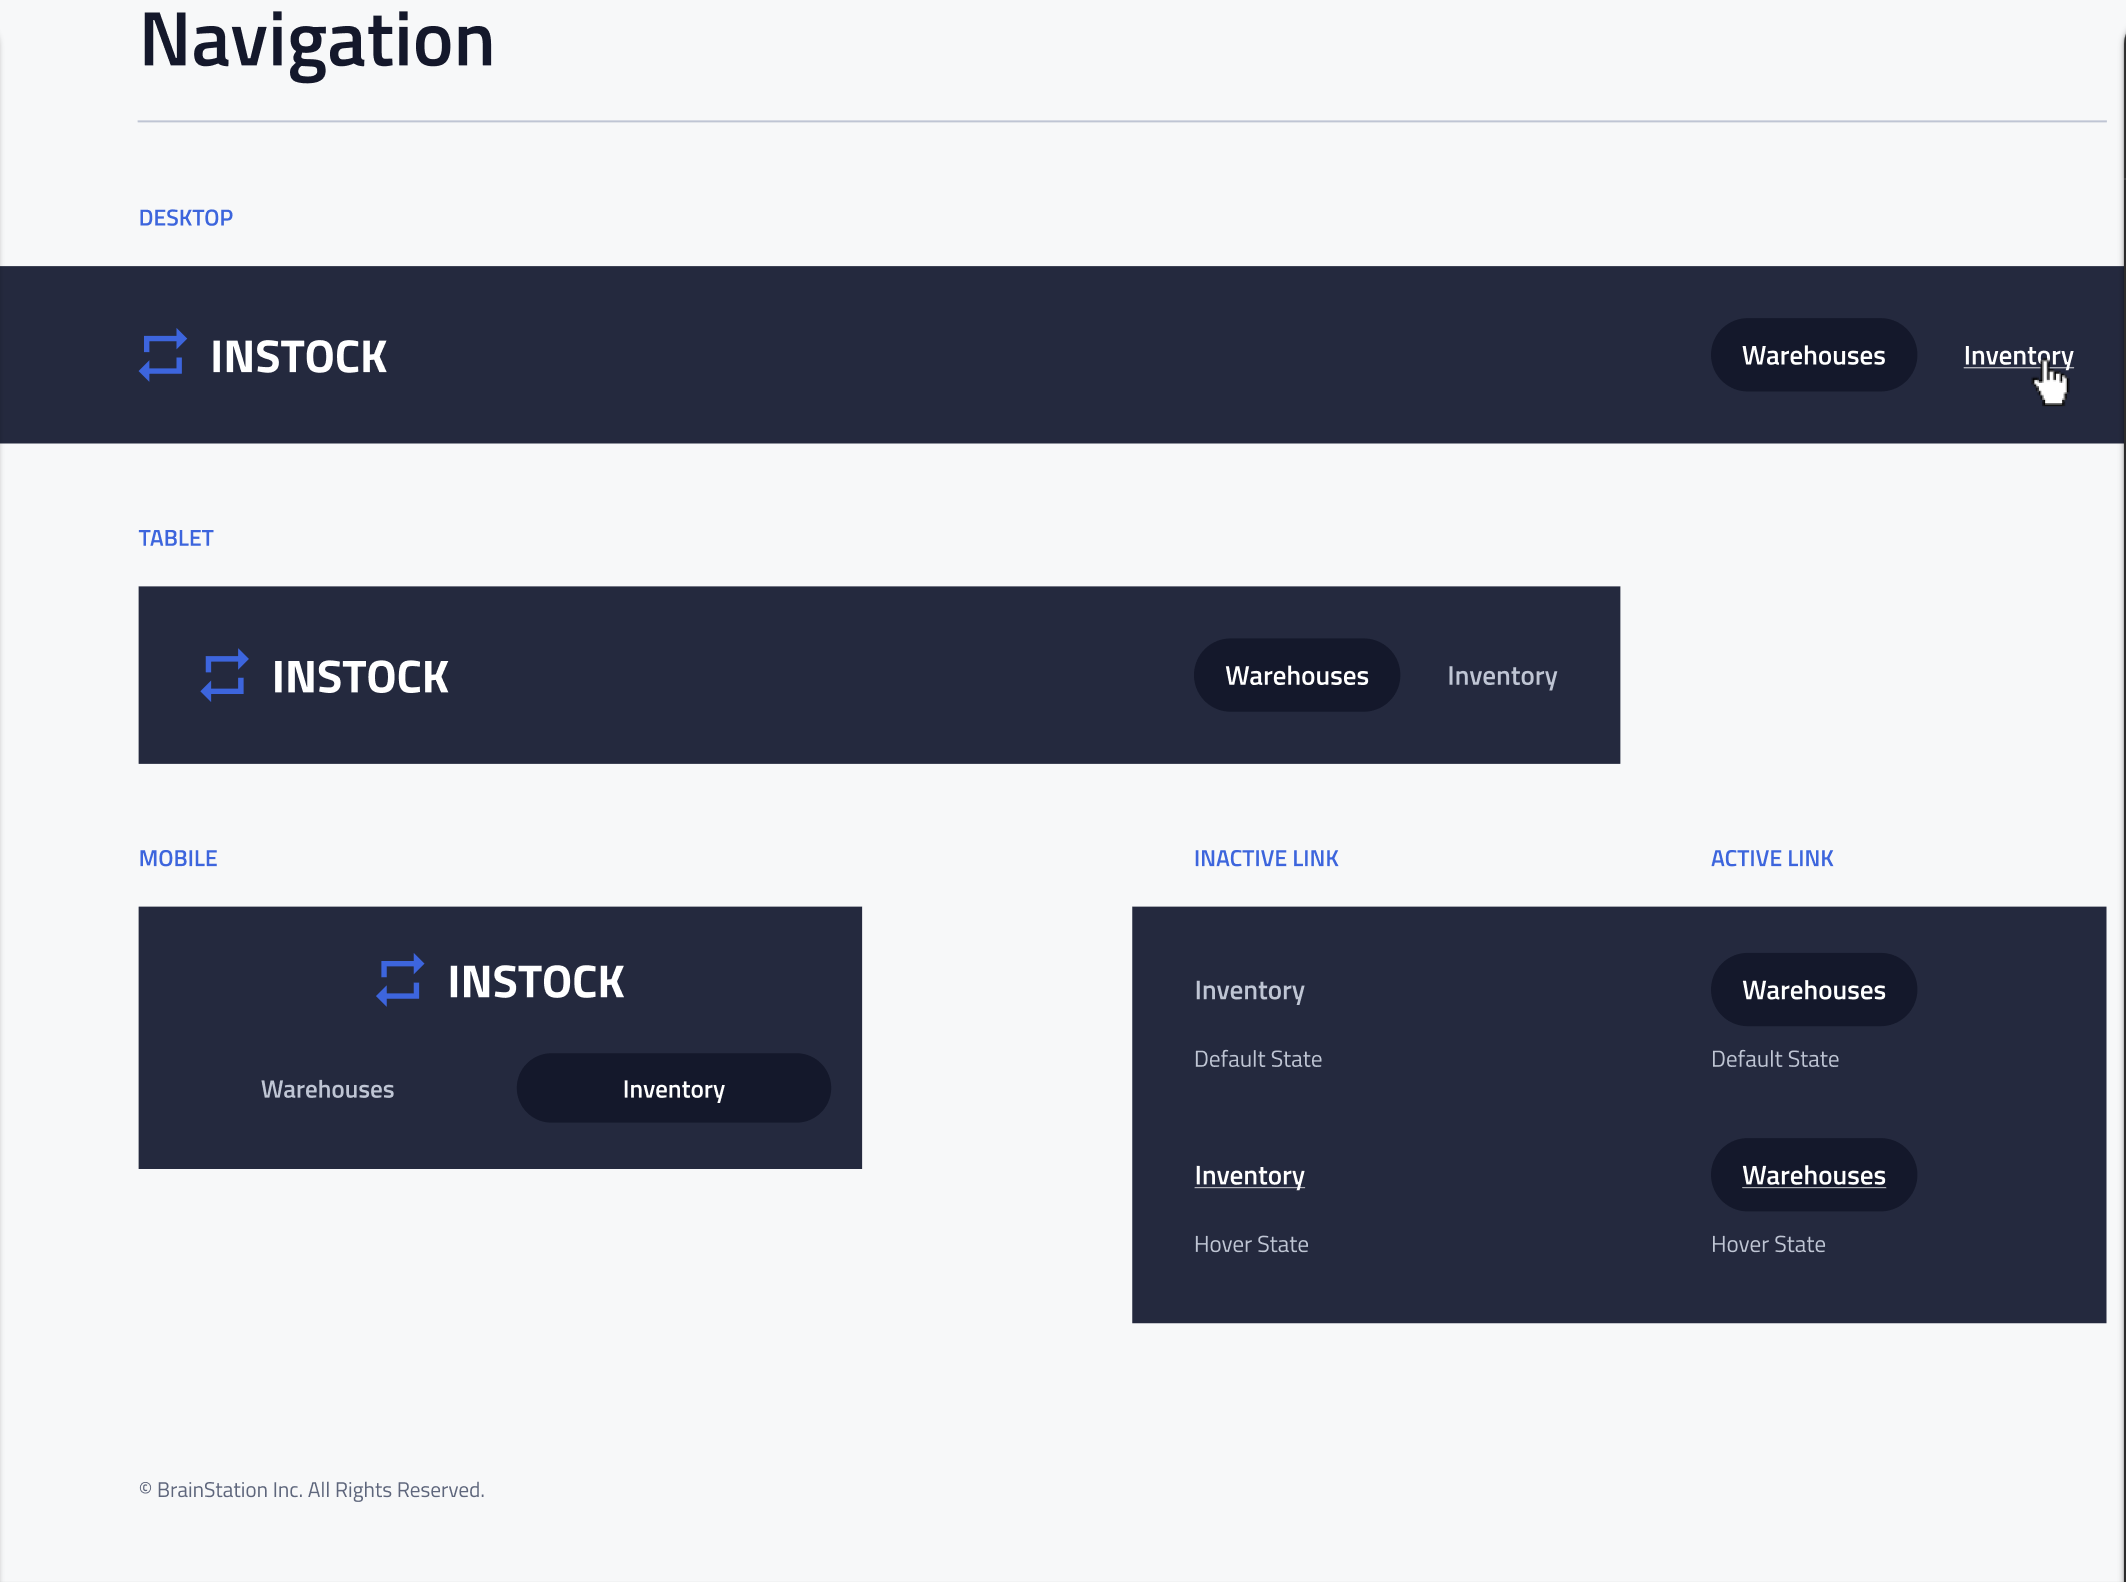 Navigation
DESKTOP
INSTOCK
Warehouses
Inventory
TABLET
INSTOCK
Warehouses
Inventory
MOBILE
INSTOCK
Warehouses
Inventory
INACTIVE LINK
ACTIVE LINK
Inventory
Warehouses
Default State
Default State
Inventory
Warehouses
Hover State
Hover State
© BrainStation Inc. All Rights Reserved.